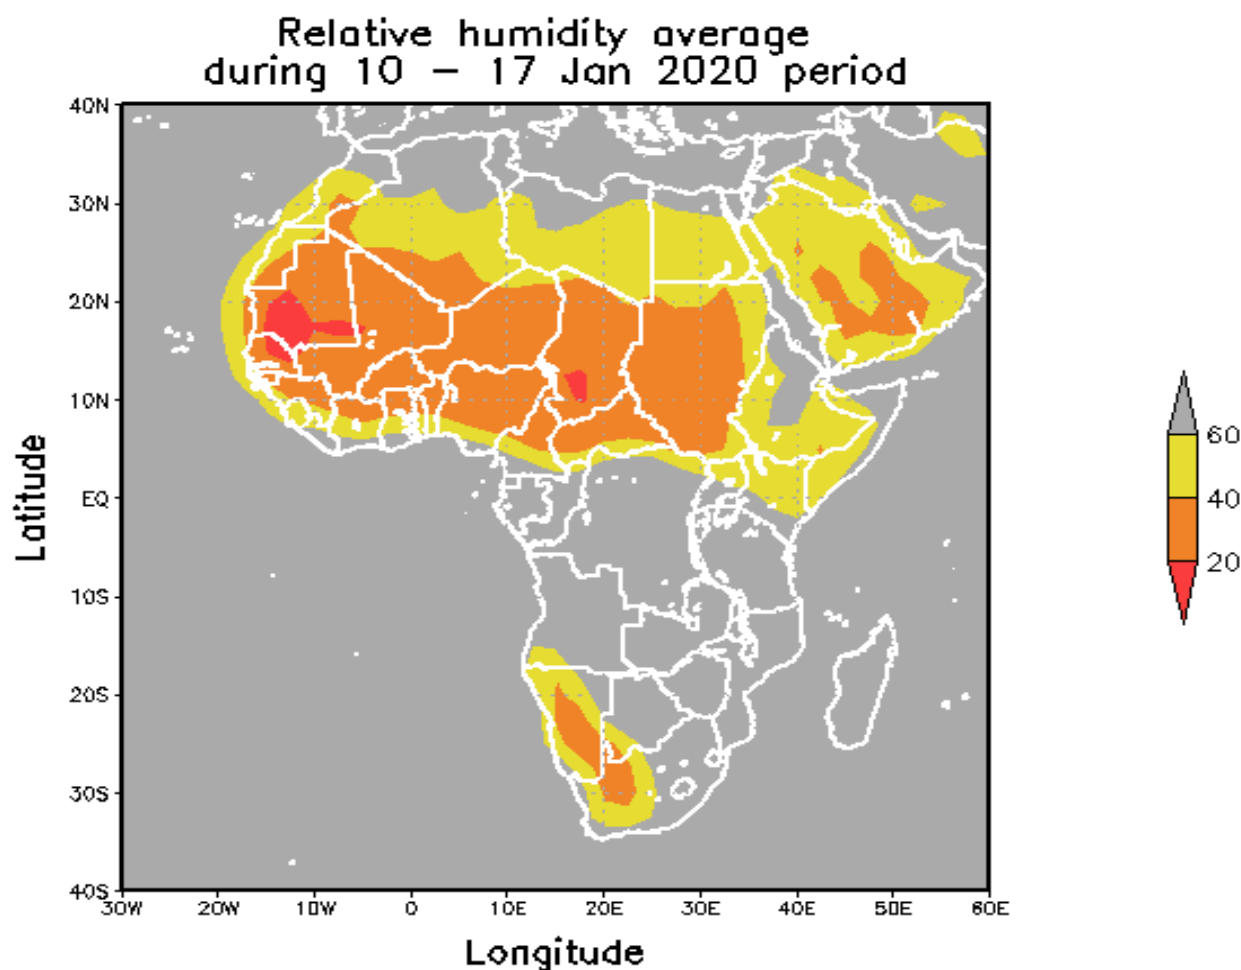 Relative humidity average
during 10 – 17 Jan 2020 period
40N
30N
20N
10N
EQ
10S
20S
30S
40S
30W
20W
10W
0
10E
20E
30E
40E
50E
60E
Latitude
Longitude
60
40
20